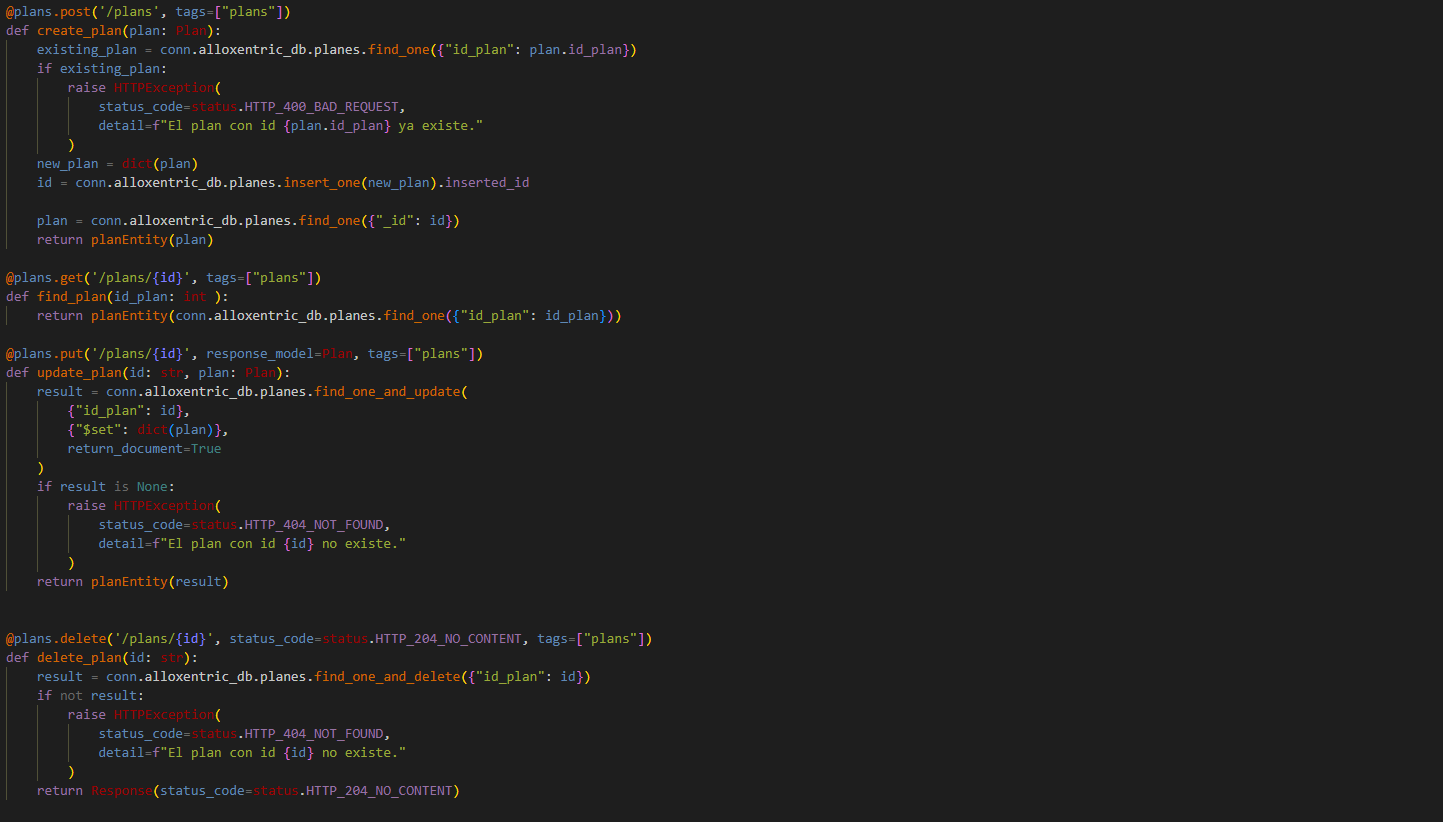 @plans.post('/plans', tags=["plans"])
def create_plan(plan: Plan):
    existing_plan = conn.alloxentric_db.planes.find_one({"id_plan": plan.id_plan})
    if existing_plan:
        raise HTTPException(
            status_code=status.HTTP_400_BAD_REQUEST,
            detail=f"El plan con id {plan.id_plan} ya existe."
        )
    new_plan = dict(plan)
    id = conn.alloxentric_db.planes.insert_one(new_plan).inserted_id

    plan = conn.alloxentric_db.planes.find_one({"_id": id})
    return planEntity(plan)

@plans.get('/plans/{id}', tags=["plans"])
def find_plan(id_plan: int ):
    return planEntity(conn.alloxentric_db.planes.find_one({"id_plan": id_plan}))

@plans.put('/plans/{id}', response_model=Plan, tags=["plans"])
def update_plan(id: str, plan: Plan):
    result = conn.alloxentric_db.planes.find_one_and_update(
        {"id_plan": id},
        {"$set": dict(plan)},
        return_document=True
    )
    if result is None:
        raise HTTPException(
            status_code=status.HTTP_404_NOT_FOUND,
            detail=f"El plan con id {id} no existe."
        )
    return planEntity(result)


@plans.delete('/plans/{id}', status_code=status.HTTP_204_NO_CONTENT, tags=["plans"])
def delete_plan(id: str):
    result = conn.alloxentric_db.planes.find_one_and_delete({"id_plan": id})
    if not result:
        raise HTTPException(
            status_code=status.HTTP_404_NOT_FOUND,
            detail=f"El plan con id {id} no existe."
        )
    return Response(status_code=status.HTTP_204_NO_CONTENT)